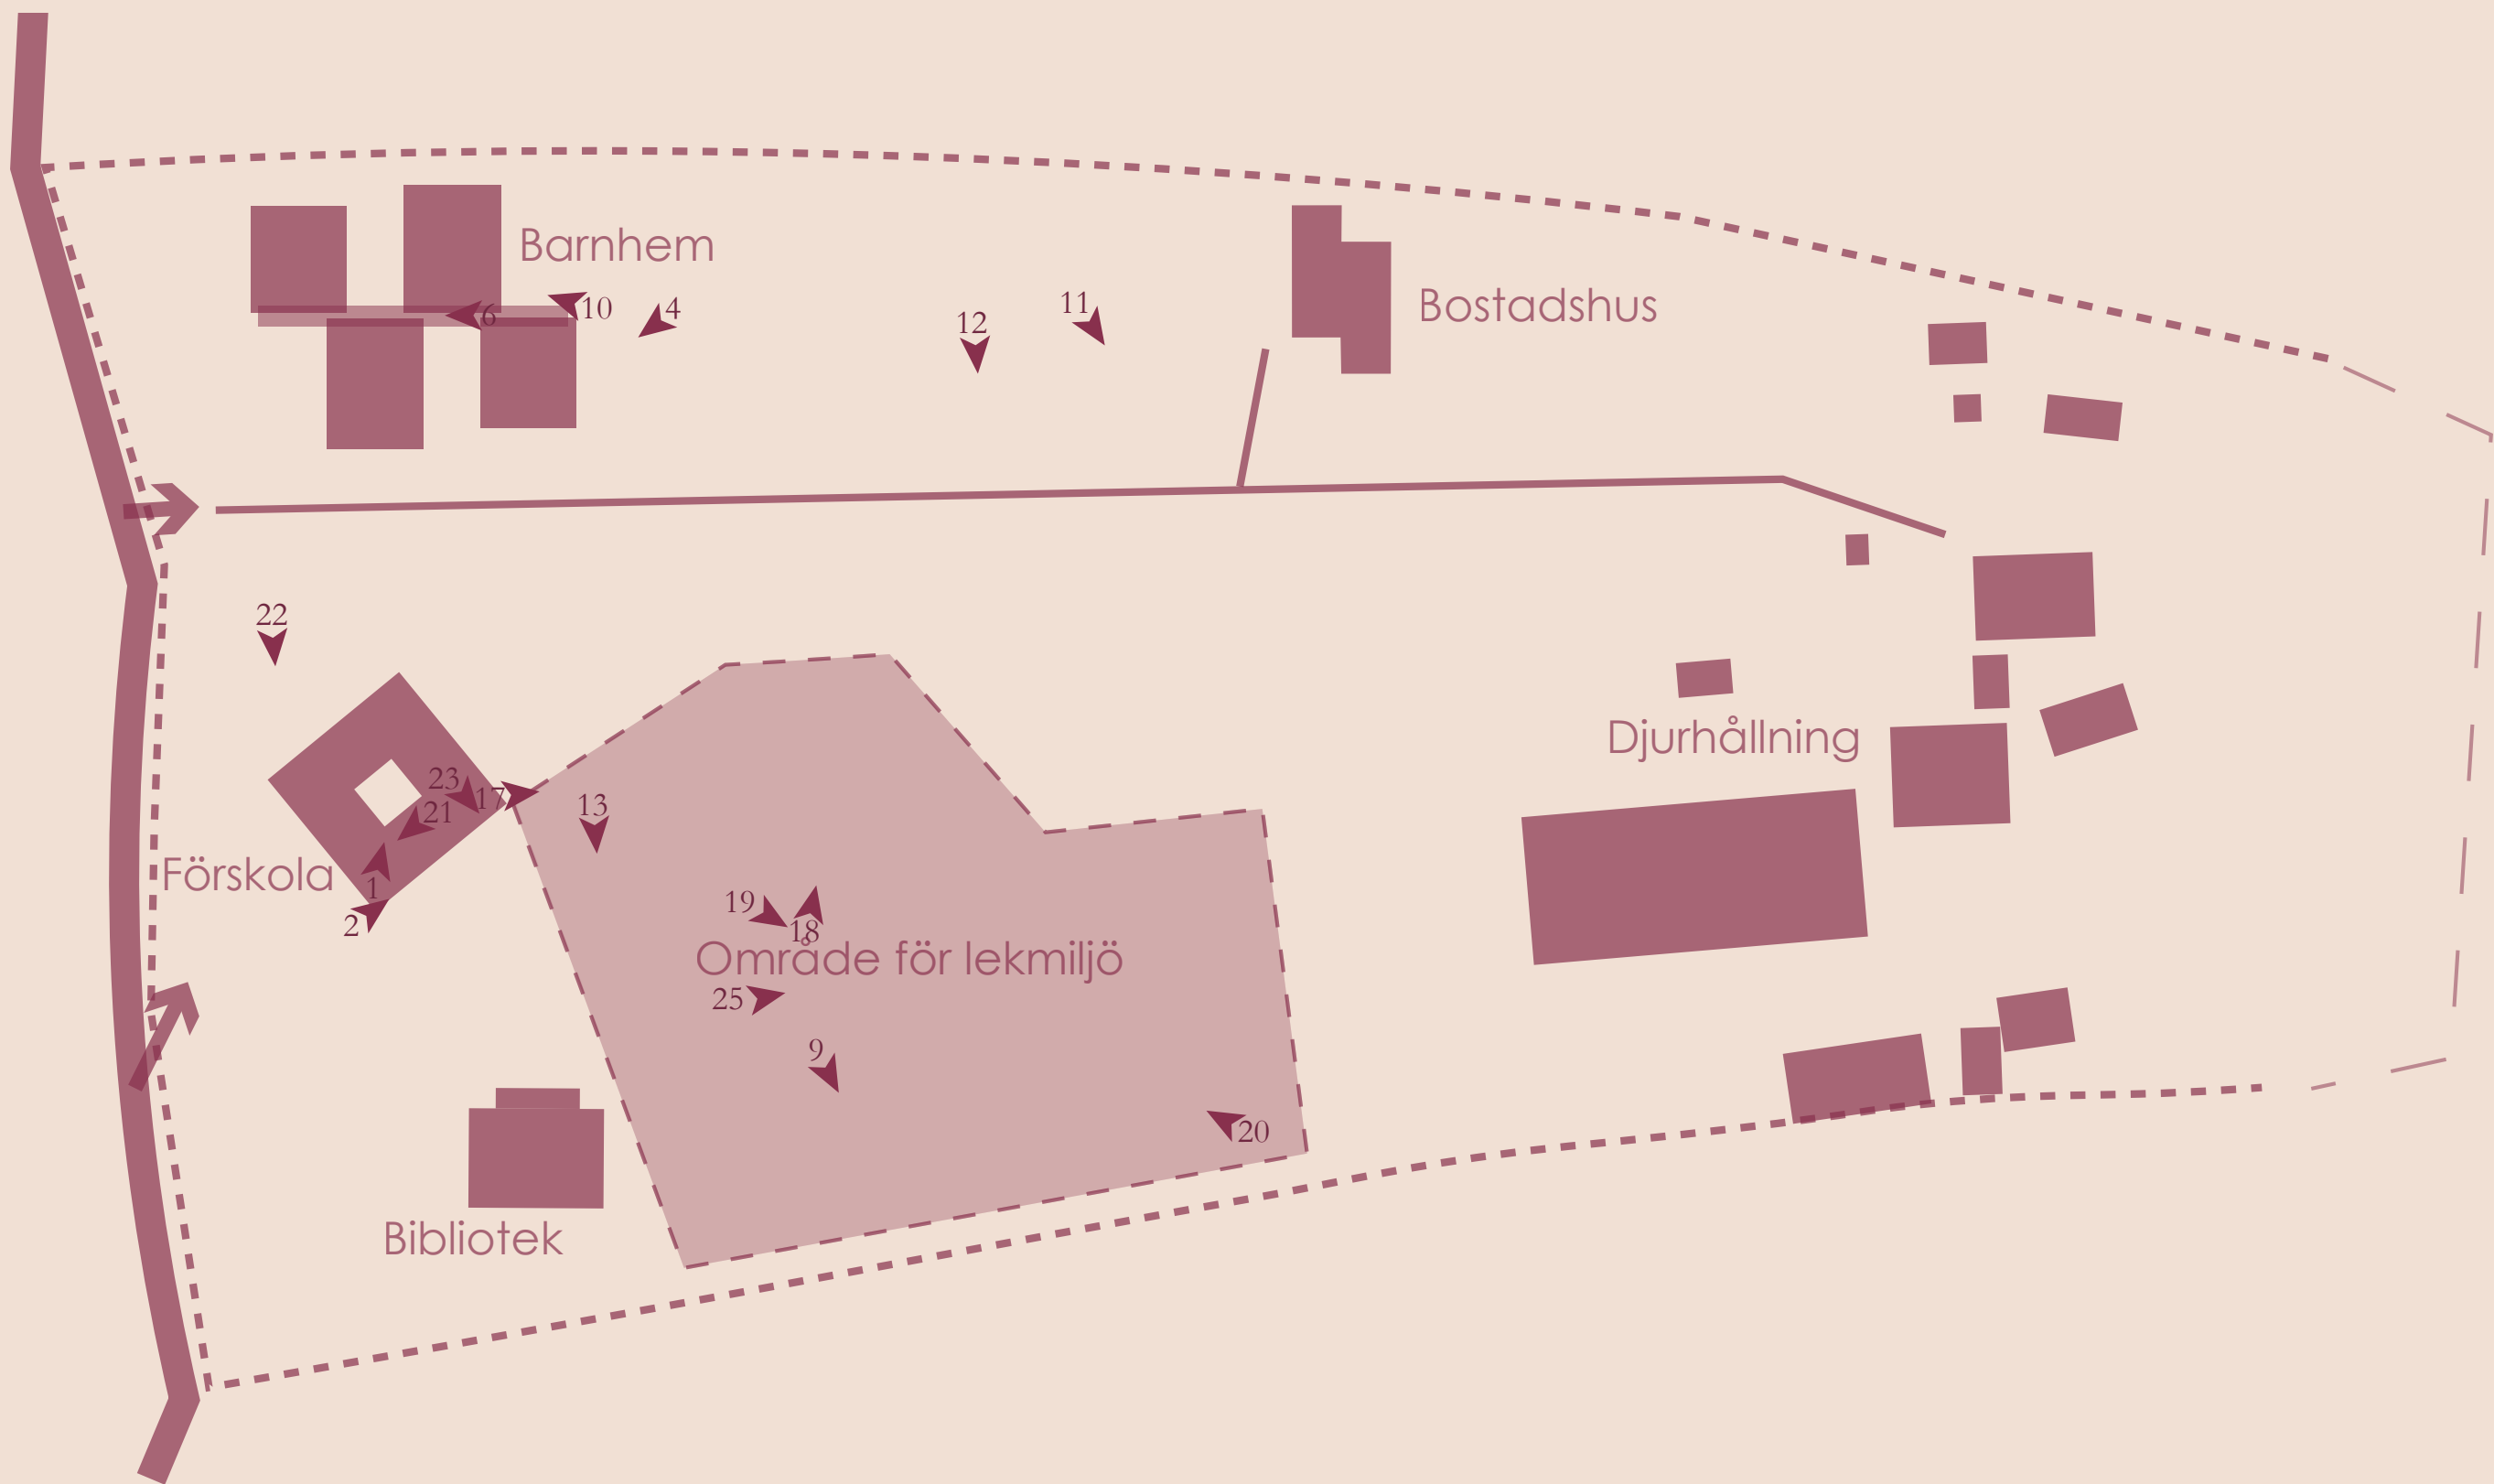 Barnhem
6
10
4
12
11
Bostadshus
22
Djurhållning
23
17
21
13
Förskola
1
2
19
18
Område för lekmiljö
25
9
20
Bibliotek